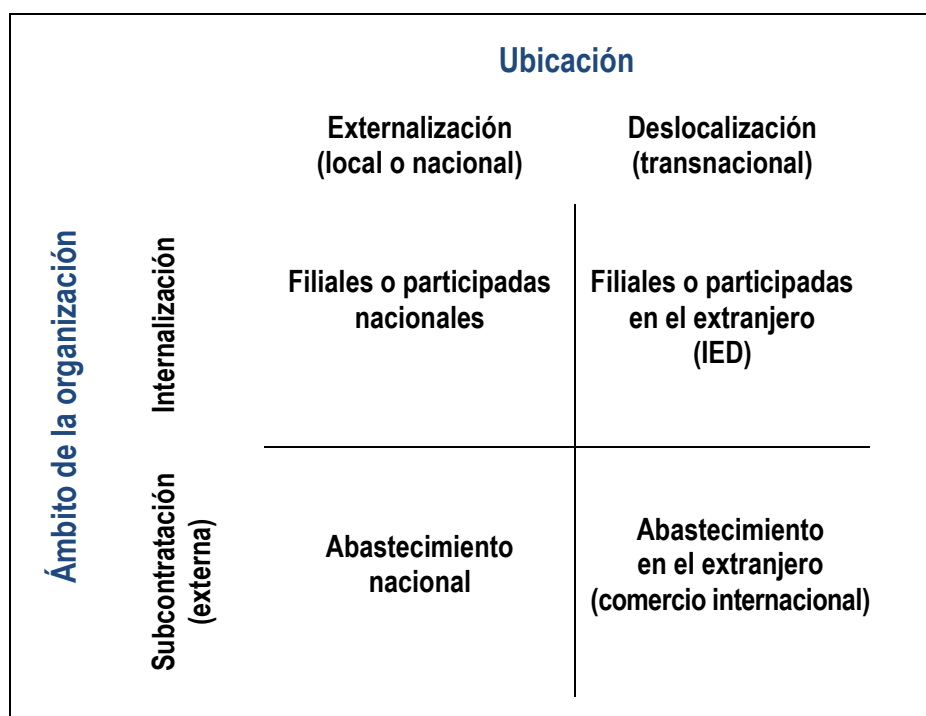 Ubicación
Externalización
(local o nacional)
Deslocalización
(transnacional)
Ámbito de la organización
Internalización
Filiales o participadas
nacionales
Filiales o participadas
en el extranjero
(IED)
Subcontratación
(externa)
Abastecimiento
nacional
Abastecimiento
en el extranjero
(comercio internacional)